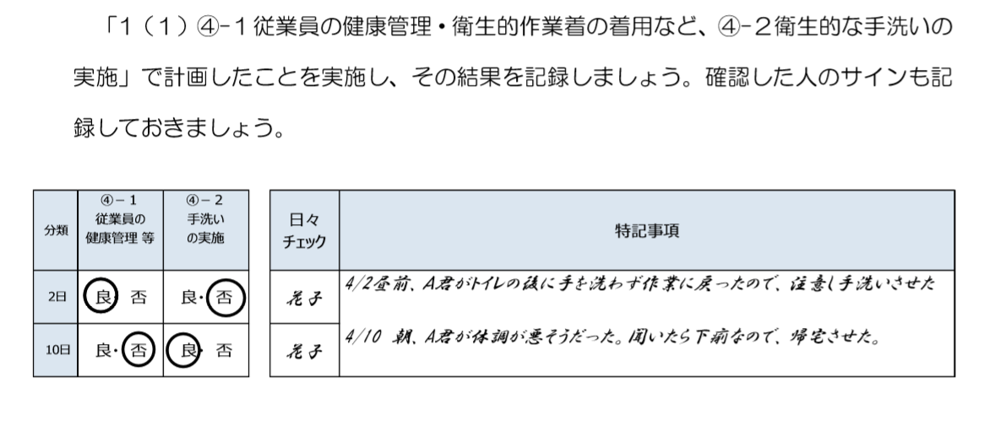 「１（１）④-１従業員の健康管理・衛生的作業着の着用など、④-２衛生的な手洗いの
実施」で計画したことを実施し、その結果を記録しましょう。確認した人のサインも記
録しておきましょう。
分類
④－１
従業員の
健康管理 等
④－２
手洗い
の実施
日々
チェック
特記事項
2日
良・否
良・否
花子
4/2昼前、A君がトイレの後に手を洗わず作業に戻ったので、注意し手洗いさせた
10日
良・否
良・否
花子
4/10 朝、A君が体調が悪そうだった。聞いたら下痢なので、帰宅させた。